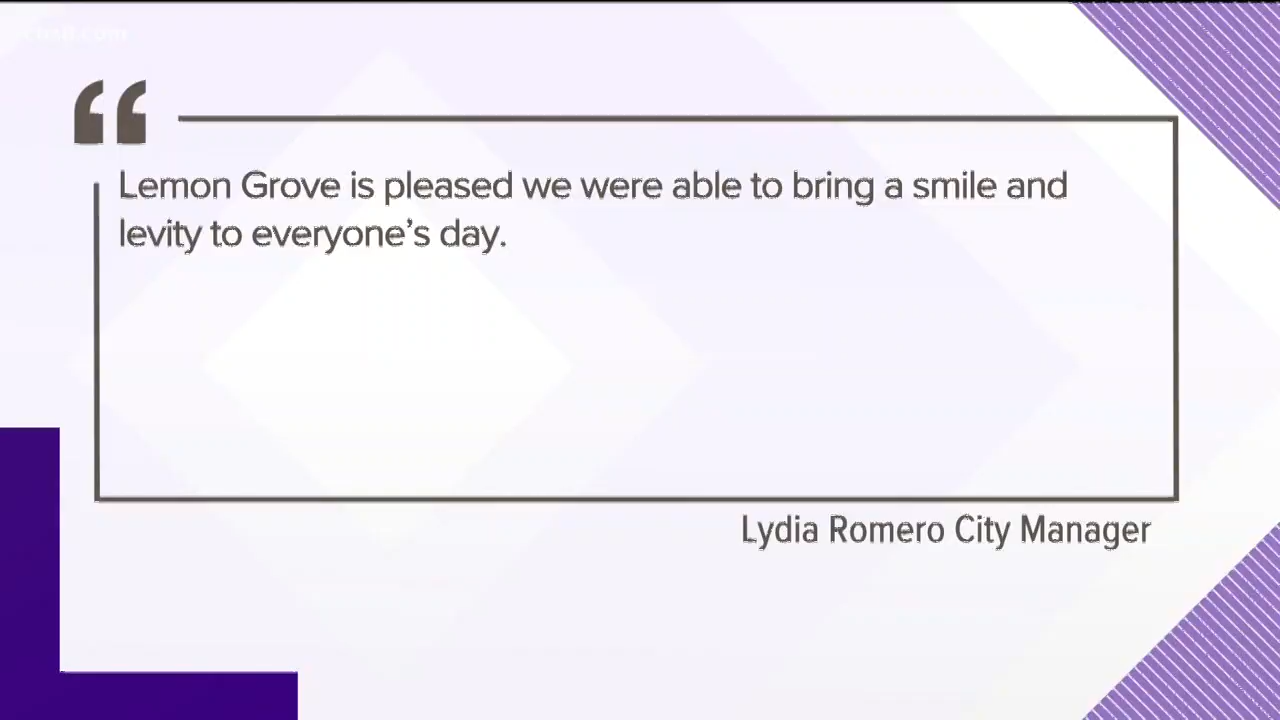 “
Lemon Grove is pleased we were able to bring a smile and
levity to everyone’s day.
Lydia Romero City Manager